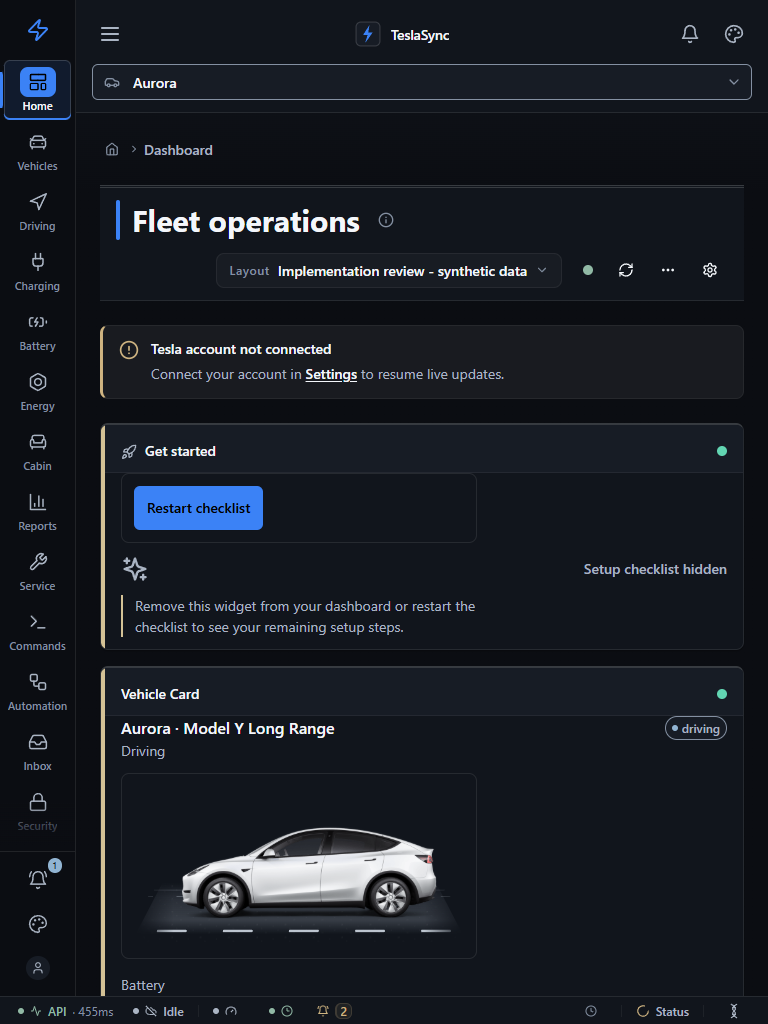 TeslaSync
Aurora
Home
Vehicles
Driving
Charging
Battery
Energy
Cabin
Reports
Service
Commands
Automation
Inbox
Security
1
Dashboard
Fleet operations
Layout Implementation review - synthetic data
Tesla account not connected
Connect your account in Settings to resume live updates.
Get started
Restart checklist
Setup checklist hidden
Remove this widget from your dashboard or restart the
checklist to see your remaining setup steps.
Vehicle Card
Aurora · Model Y Long Range
driving
Driving
Battery
API · 455ms
Idle
2
Status